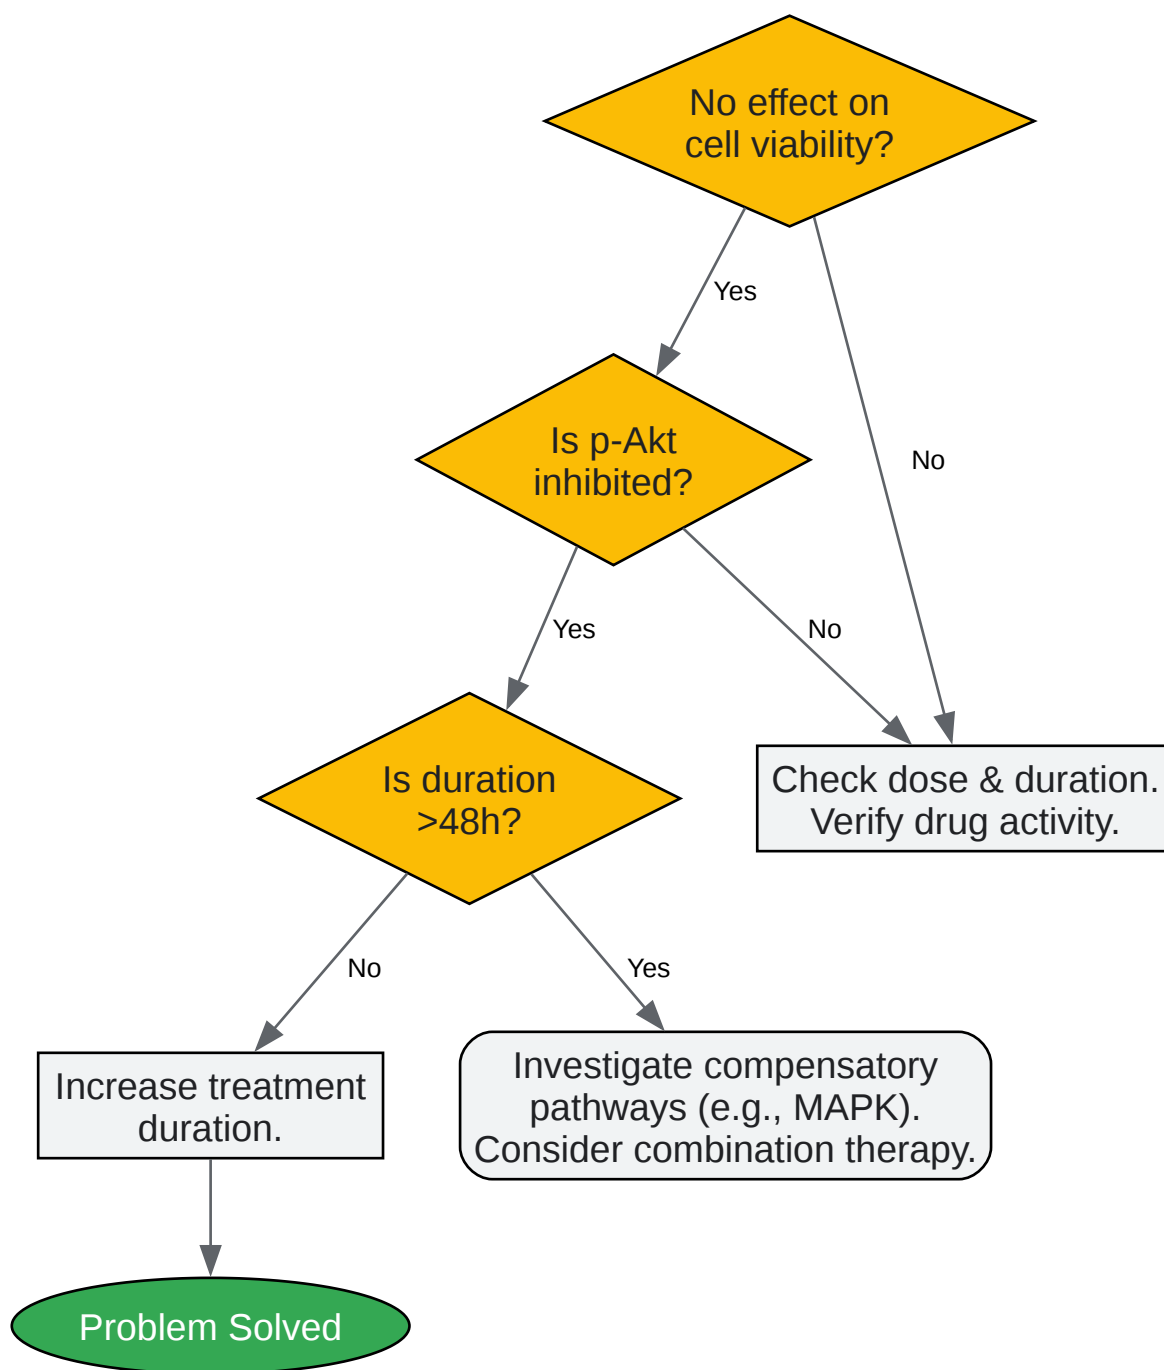 No effect on
cell viability?
Yes
No
Is p-Akt
inhibited?
Yes
No
Is duration
>48h?
Check dose & duration.
Verify drug activity.
No
Yes
Increase treatment
duration.
Investigate compensatory
pathways (e.g., MAPK).
Consider combination therapy.
Problem Solved